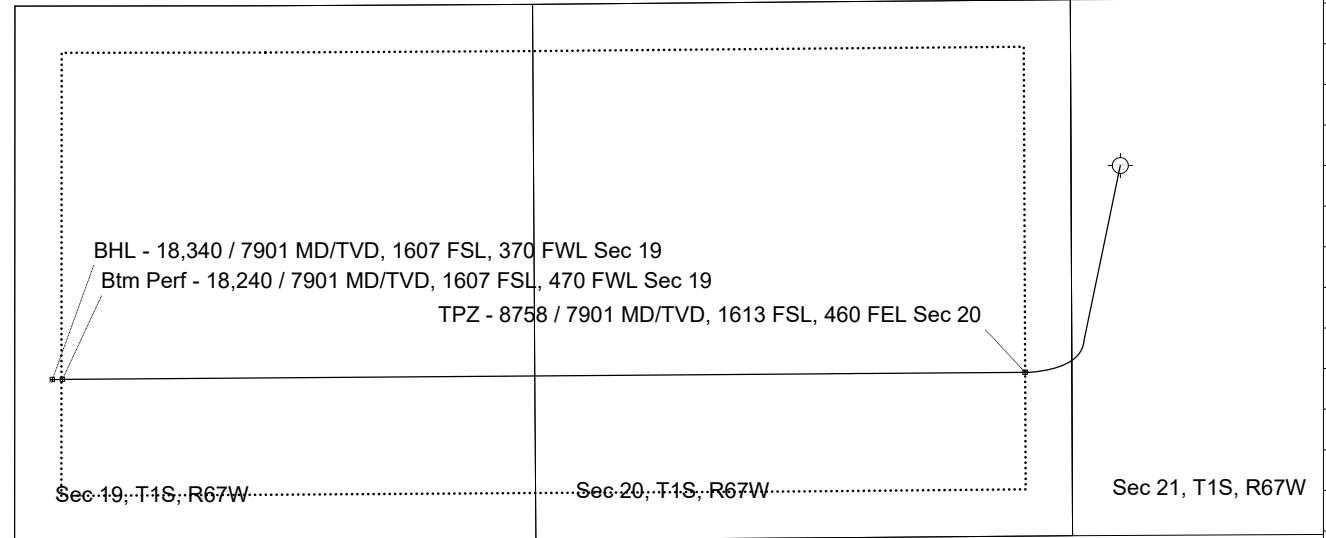 BHL - 18,340 / 7901 MD/TVD, 1607 FSL, 370 FWL Sec 19
Btm Perf - 18,240 / 7901 MD/TVD, 1607 FSL, 470 FWL Sec 19
TPZ - 8758 / 7901 MD/TVD, 1613 FSL, 460 FEL Sec 20
Sec 19, T1S, R67W
Sec 20, T1S, R67W
Sec 21, T1S, R67W